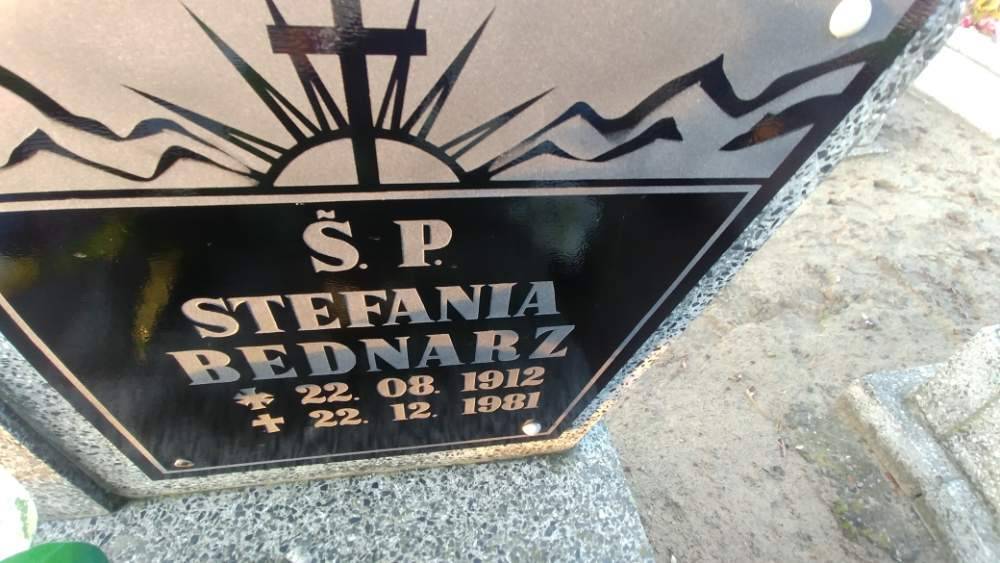 Ś. P.
STEFANIA
BEDNARZ
* 22. 08. 1912
+ 22. 12. 1981